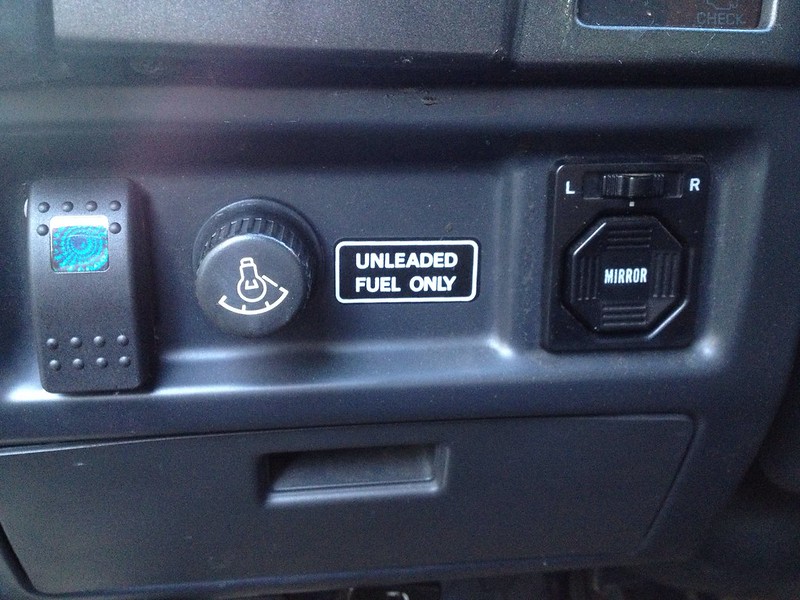 CHECK
UNLEADED
FUEL ONLY
L R
MIRROR